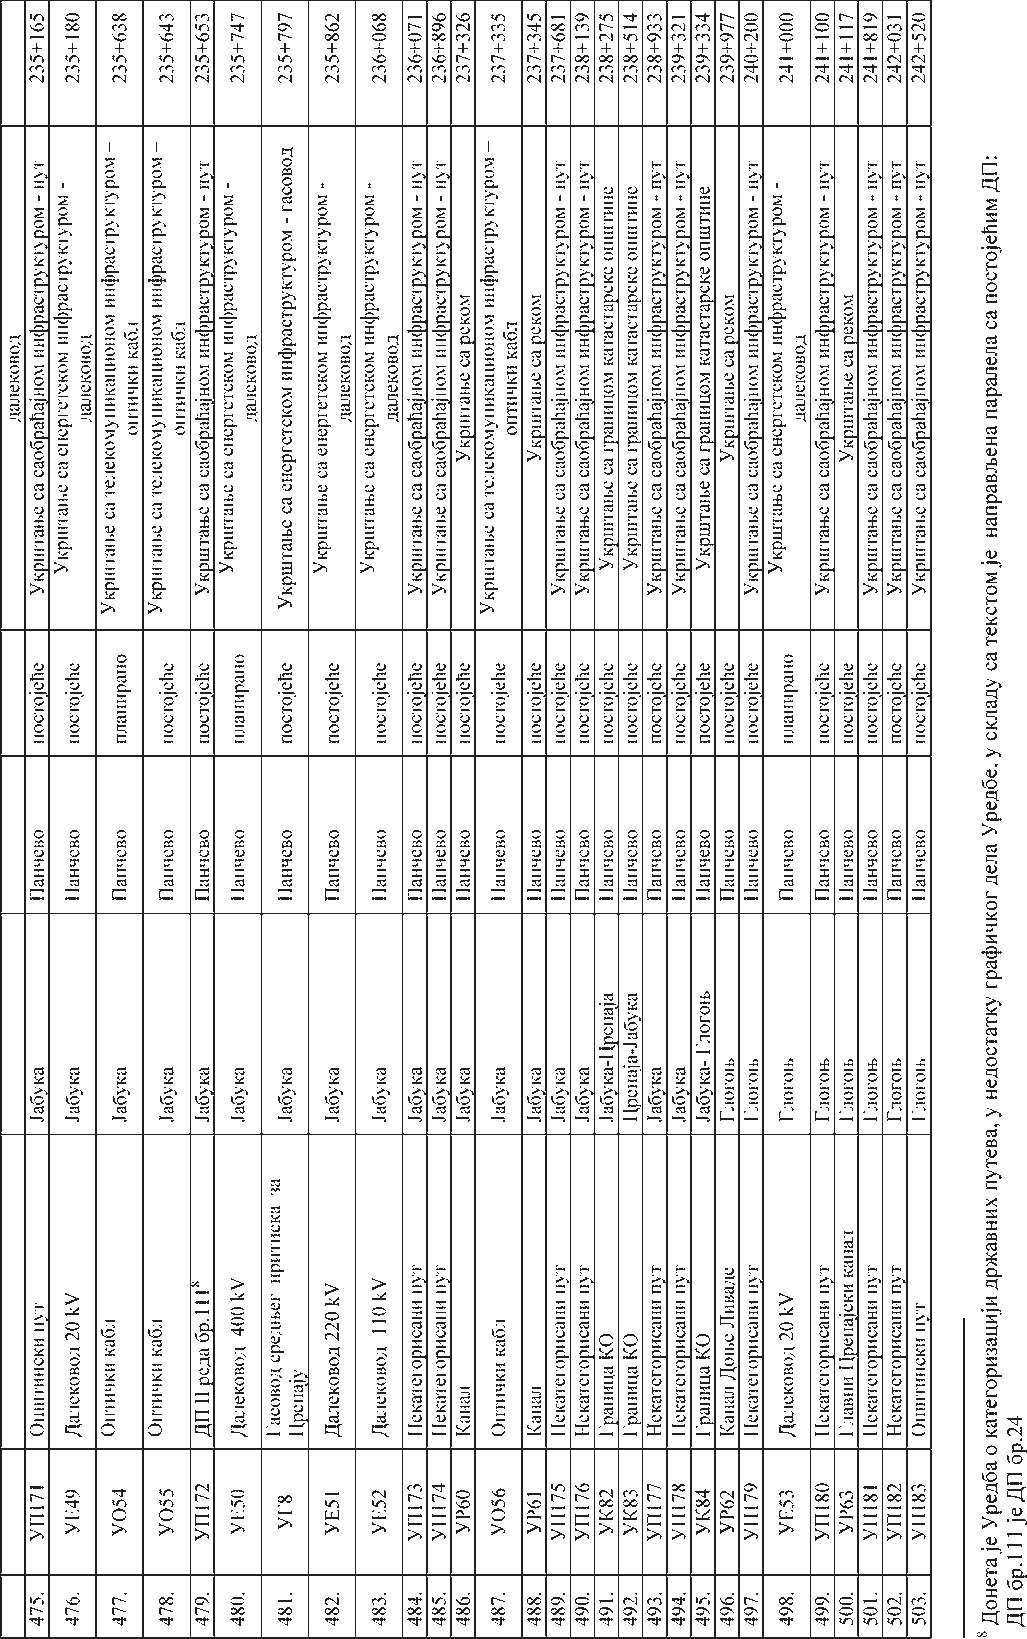 далековод
475. УП171 Општински пут Јабука Панчево постојеће Укрштање са саобраћајном инфраструктуром - пут 235+165
476. УЕ49 Далековод 20 kV Јабука Панчево постојеће Укрштање са енергетском инфраструктуром - 235+180
далековод
477. УО54 Оптички кабл Јабука Панчево планирано Укрштање са телекомуникационом инфраструктуром – 235+638
оптички кабл
478. УО55 Оптички кабл Јабука Панчево постојеће Укрштање са телекомуникационом инфраструктуром – 235+643
оптички кабл
479. УП172 ДП II реда бр.111⁸ Јабука Панчево постојеће Укрштање са саобраћајном инфраструктуром - пут 235+653
480. УЕ50 Далековод 400 kV Јабука Панчево планирано Укрштање са енергетском инфраструктуром - 235+747
далековод
481. УГ8 Гасовод средњег притиска за Јабука Панчево постојеће Укрштање са енергетском инфраструктуром - гасовод 235+797
Црепају
482. УЕ51 Далековод 220 kV Јабука Панчево постојеће Укрштање са енергетском инфраструктуром - 235+862
далековод
483. УЕ52 Далековод 110 kV Јабука Панчево постојеће Укрштање са енергетском инфраструктуром - 236+068
далековод
484. УП173 Некатегорисани пут Јабука Панчево постојеће Укрштање са саобраћајном инфраструктуром - пут 236+071
485. УП174 Некатегорисани пут Јабука Панчево постојеће Укрштање са саобраћајном инфраструктуром - пут 236+896
486. УР60 Канал Јабука Панчево постојеће Укрштање са реком 237+326
487. УО56 Оптички кабл Јабука Панчево постојеће Укрштање са телекомуникационом инфраструктуром – 237+335
оптички кабл
488. УР61 Канал Јабука Панчево постојеће Укрштање са реком 237+345
489. УП175 Некатегорисани пут Јабука Панчево постојеће Укрштање са саобраћајном инфраструктуром - пут 237+681
490. УП176 Некатегорисани пут Јабука Панчево постојеће Укрштање са саобраћајном инфраструктуром - пут 238+139
491. УК82 Граница КО Јабука-Црепаја Панчево постојеће Укрштање са границом катастарске општине 238+275
492. УК83 Граница КО Црепаја-Јабука Панчево постојеће Укрштање са границом катастарске општине 238+514
493. УП177 Некатегорисани пут Јабука Панчево постојеће Укрштање са саобраћајном инфраструктуром - пут 238+933
494. УП178 Некатегорисани пут Јабука Панчево постојеће Укрштање са саобраћајном инфраструктуром - пут 239+321
495. УК84 Граница КО Јабука- Глогоњ Панчево постојеће Укрштање са границом катастарске општине 239+334
496. УР62 Канал Доње Ливаде Глогоњ Панчево постојеће Укрштање са реком 239+977
497. УП179 Некатегорисани пут Глогоњ Панчево постојеће Укрштање са саобраћајном инфраструктуром - пут 240+200
498. УЕ53 Далековод 20 kV Глогоњ Панчево планирано Укрштање са енергетском инфраструктуром - 241+000
далековод
499. УП180 Некатегорисани пут Глогоњ Панчево постојеће Укрштање са саобраћајном инфраструктуром - пут 241+100
500. УР63 Главни Црепајски канал Глогоњ Панчево постојеће Укрштање са реком 241+117
501. УП181 Некатегорисани пут Глогоњ Панчево постојеће Укрштање са саобраћајном инфраструктуром - пут 241+819
502. УП182 Некатегорисани пут Глогоњ Панчево постојеће Укрштање са саобраћајном инфраструктуром - пут 242+031
503. УП183 Општински пут Глогоњ Панчево постојеће Укрштање са саобраћајном инфраструктуром - пут 242+520
⁸ Донета је Уредба о категоризацији државних путева, у недостатку графичког дела Уредбе, у складу са текстом је направљена паралела са постојећим ДП:
ДП бр.111 је ДП бр.24